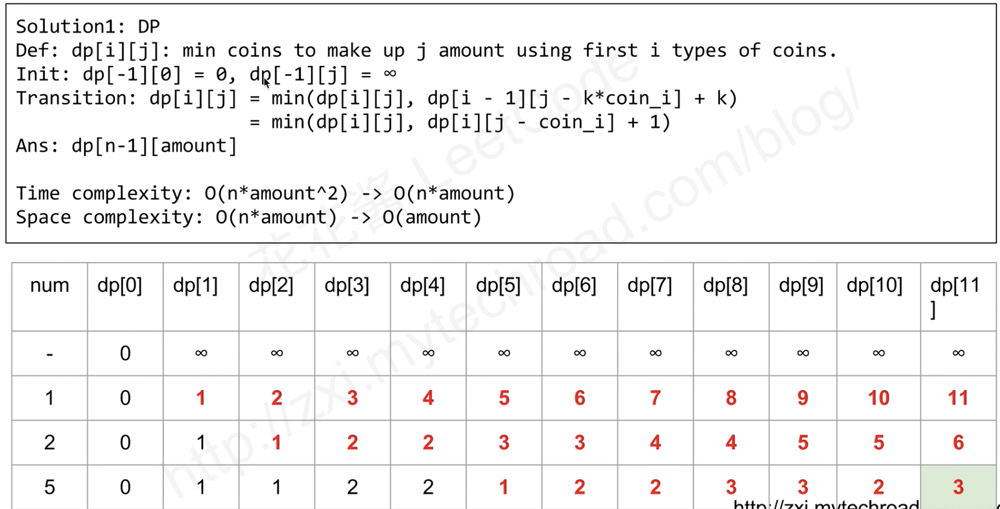 Solution1: DP
Def: dp[i][j]: min coins to make up j amount using first i types of coins.
Init: dp[-1][0] = 0, dp[-1][j] = ∞
Transition: dp[i][j] = min(dp[i][j], dp[i - 1][j - k*coin_i] + k)
= min(dp[i][j], dp[i][j - coin_i] + 1)
Ans: dp[n-1][amount]
Time complexity: O(n*amount^2) -> O(n*amount)
Space complexity: O(n*amount) -> O(amount)
花花酱 LeetCode
http://zxi.mytechroad.com/blog/
num dp[0] dp[1] dp[2] dp[3] dp[4] dp[5] dp[6] dp[7] dp[8] dp[9] dp[10] dp[11
]
- 0 ∞ ∞ ∞ ∞ ∞ ∞ ∞ ∞ ∞ ∞ ∞
1 0 1 2 3 4 5 6 7 8 9 10 11
2 0 1 1 2 2 3 3 4 4 5 5 6
5 0 1 1 2 2 1 2 2 3 3 2 3
http://zxi.mytechroad